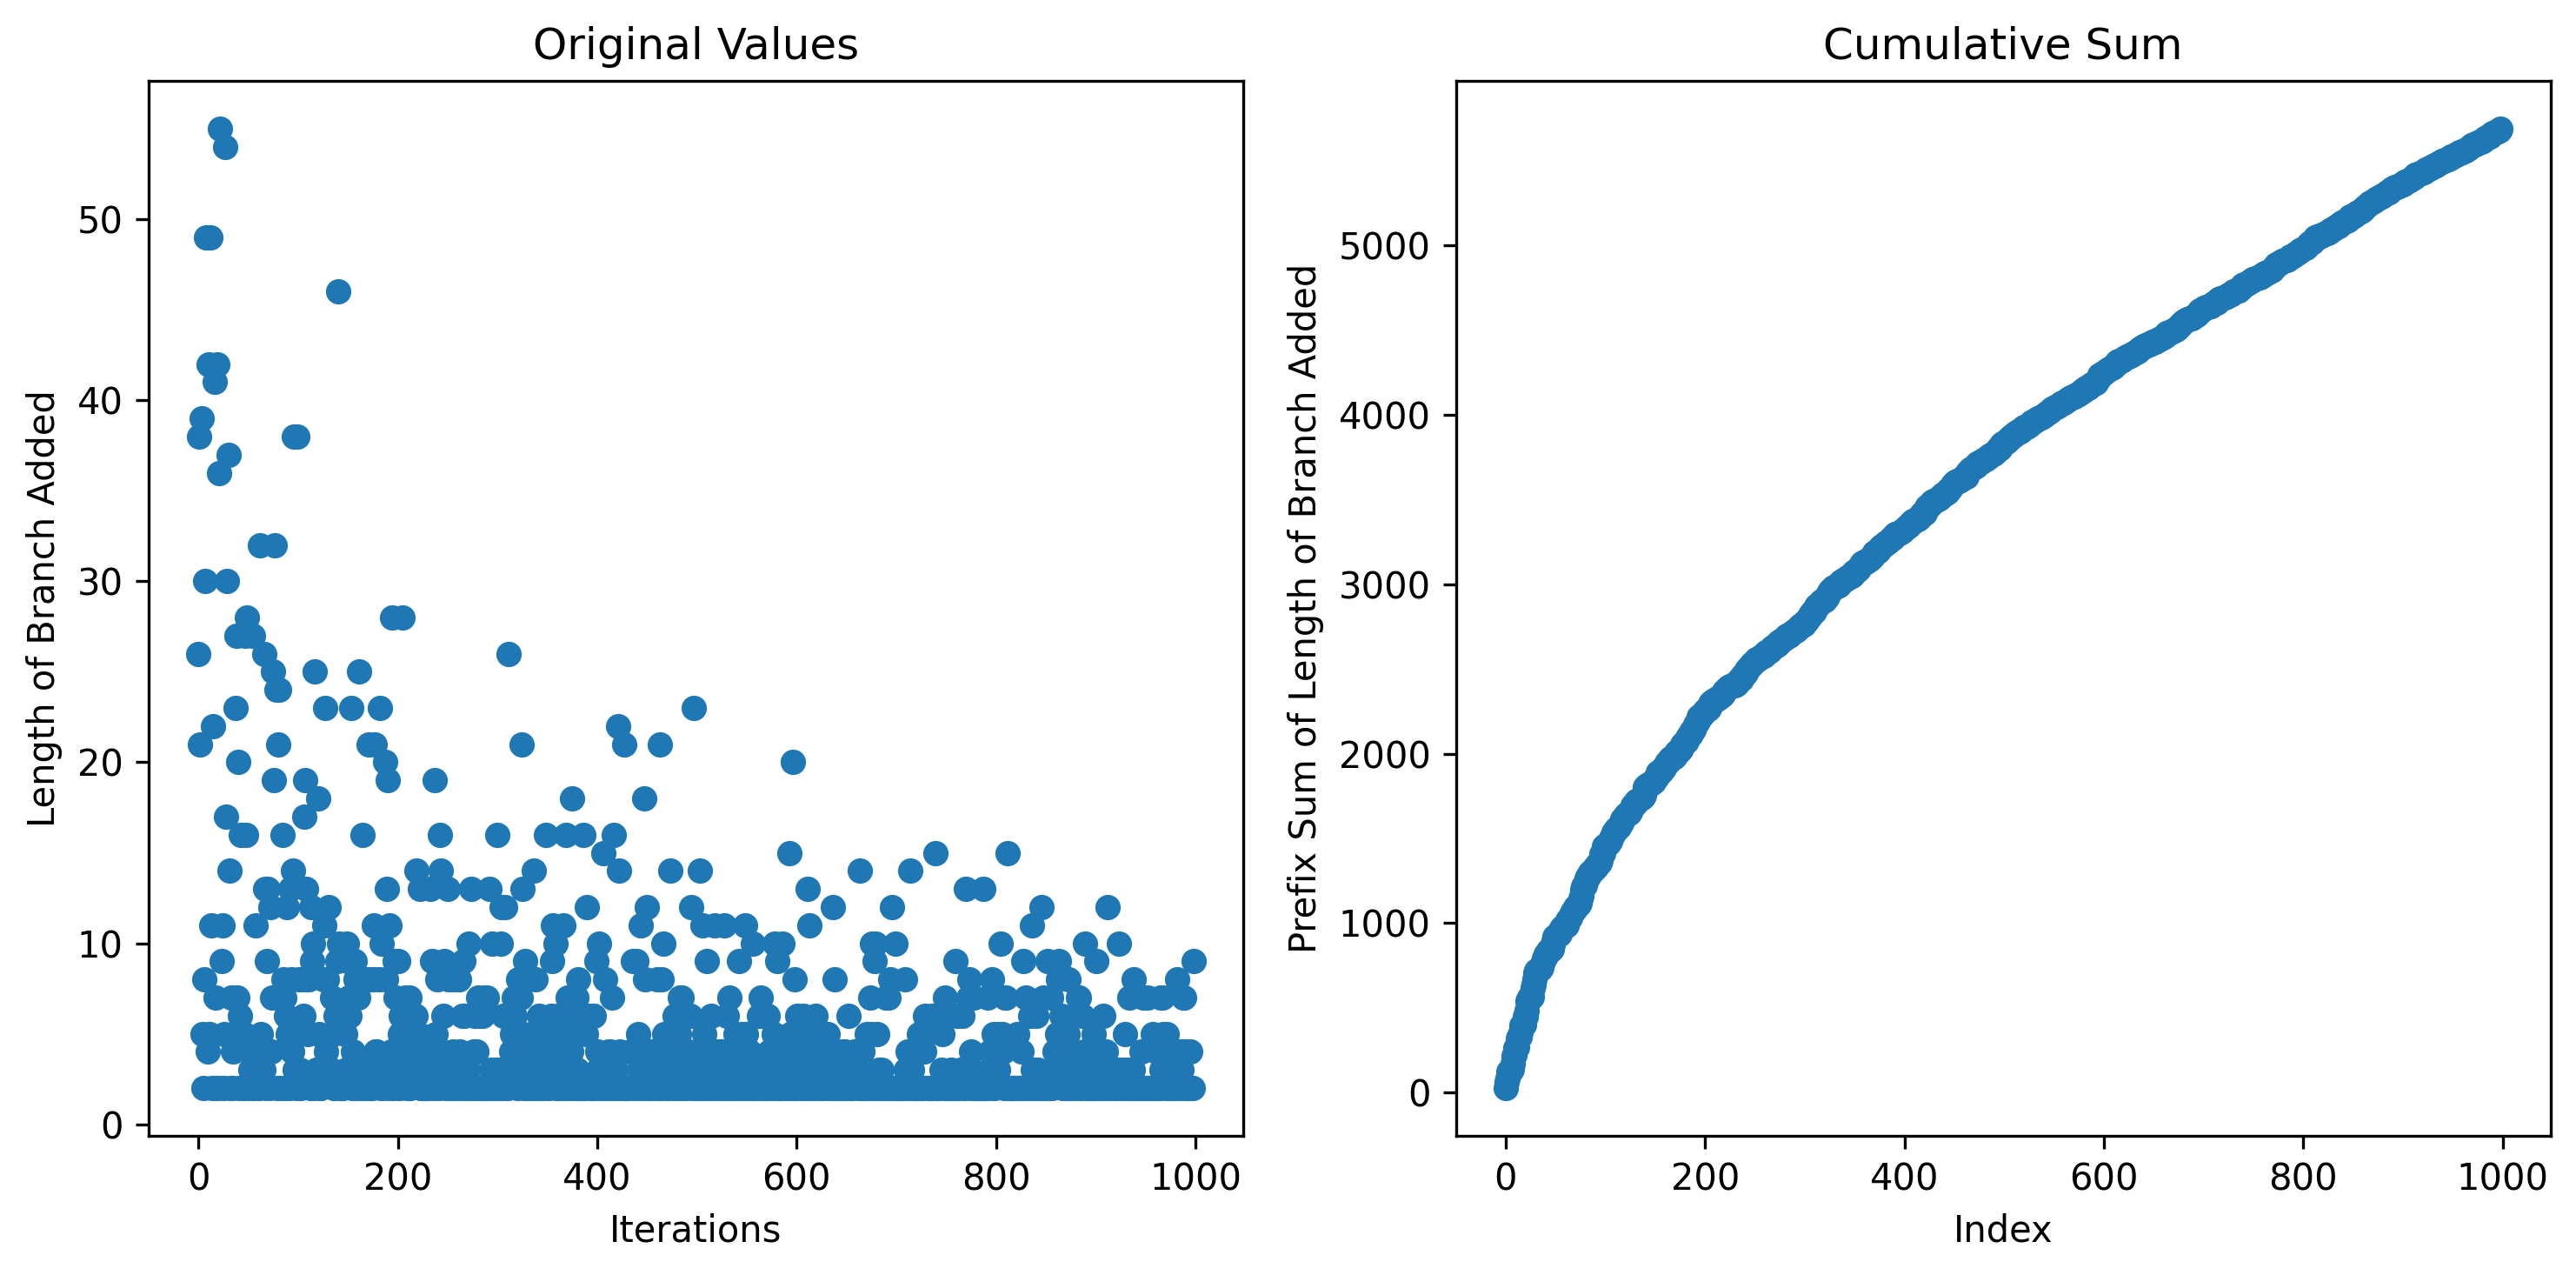 Original Values
Length of Branch Added
50
40
30
20
10
0
0 200 400 600 800 1000
Iterations
Cumulative Sum
Prefix Sum of Length of Branch Added
5000
4000
3000
2000
1000
0
0 200 400 600 800 1000
Index